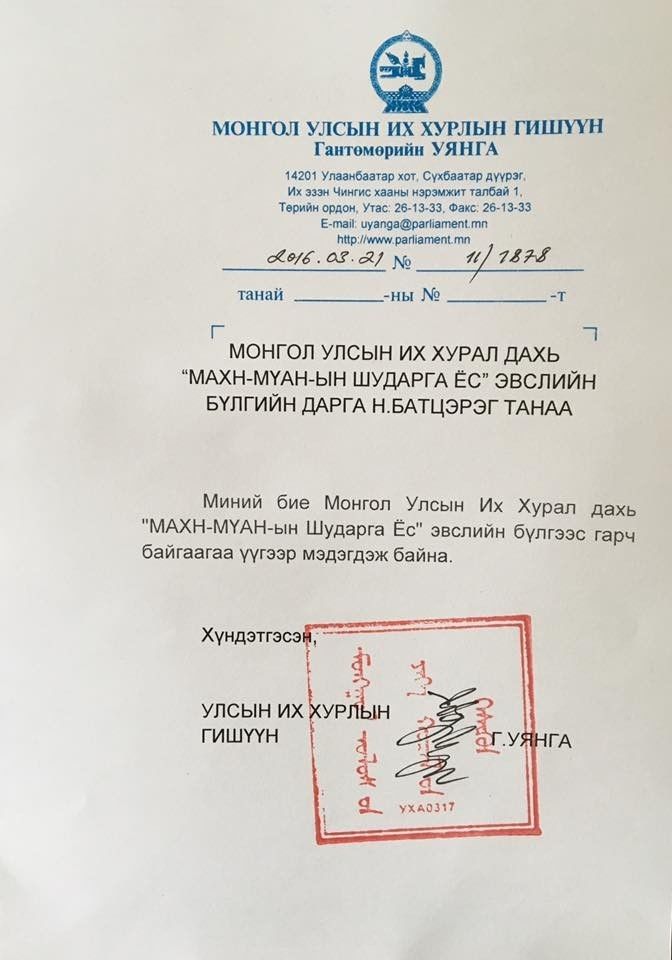 МОНГОЛ УЛСЫН ИХ ХУРЛЫН ГИШҮҮН
Гантөмөрийн УЯНГА
14201 Улаанбаатар хот, Сүхбаатар дүүрэг,
Их эзэн Чингис хааны нэрэмжит талбай 1,
Төрийн ордон, Утас: 26-13-33, Факс: 26-13-33
E-mail: uyanga@parliament.mn
http://www.parliament.mn
2016.03.21 № 11/1878
танай ________-ны № ________-т
МОНГОЛ УЛСЫН ИХ ХУРАЛ ДАХЬ
“МАХН-МҮАН-ЫН ШУДАРГА ЁС” ЭВСЛИЙН
БҮЛГИЙН ДАРГА Н.БАТЦЭРЭГ ТАНАА
Миний бие Монгол Улсын Их Хурал дахь
"МАХН-МҮАН-ын Шударга Ёс" эвслийн бүлгээс гарч
байгаагаа үүгээр мэдэгдэж байна.
Хүндэтгэсэн,
УЛСЫН ИХ ХУРЛЫН
ГИШҮҮН Г.УЯНГА
УХА0317